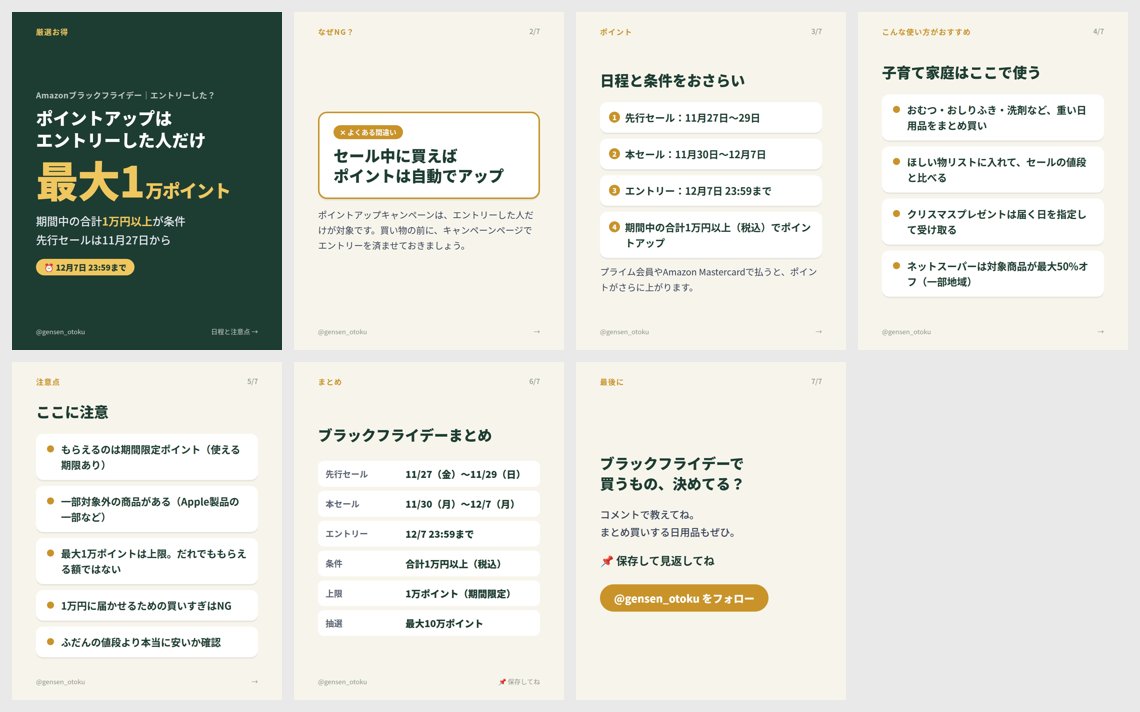 厳選お得
Amazonブラックフライデー｜エントリーした？
ポイントアップは
エントリーした人だけ
最大1万ポイント
期間中の合計1万円以上が条件
先行セールは11月27日から
⏰ 12月7日 23:59まで
@gensen_otoku
日程と注意点 →
なぜNG？
2/7
× よくある間違い
セール中に買えば
ポイントは自動でアップ
ポイントアップキャンペーンは、エントリーした人だ
けが対象です。買い物の前に、キャンペーンページで
エントリーを済ませておきましょう。
@gensen_otoku
→
ポイント
3/7
日程と条件をおさらい
1 先行セール：11月27日〜29日
2 本セール：11月30日〜12月7日
3 エントリー：12月7日 23:59まで
4 期間中の合計1万円以上（税込）でポイン
トアップ
プライム会員やAmazon Mastercardで払うと、ポイン
トがさらに上がります。
@gensen_otoku
→
こんな使い方がおすすめ
4/7
子育て家庭はここで使う
おむつ・おしりふき・洗剤など、重い日
用品をまとめ買い
ほしい物リストに入れて、セールの値段
と比べる
クリスマスプレゼントは届く日を指定し
て受け取る
ネットスーパーは対象商品が最大50%オ
フ（一部地域）
@gensen_otoku
→
注意点
5/7
ここに注意
もらえるのは期間限定ポイント（使える
期限あり）
一部対象外の商品がある（Apple製品の
一部など）
最大1万ポイントは上限。だれでももらえ
る額ではない
1万円に届かせるための買いすぎはNG
ふだんの値段より本当に安いか確認
@gensen_otoku
→
まとめ
6/7
ブラックフライデーまとめ
先行セール 11/27（金）〜11/29（日）
本セール 11/30（月）〜12/7（月）
エントリー 12/7 23:59まで
条件 合計1万円以上（税込）
上限 1万ポイント（期間限定）
抽選 最大10万ポイント
@gensen_otoku
📌 保存してね
最後に
7/7
ブラックフライデーで
買うもの、決めてる？
コメントで教えてね。
まとめ買いする日用品もぜひ。
📌 保存して見返してね
@gensen_otoku をフォロー